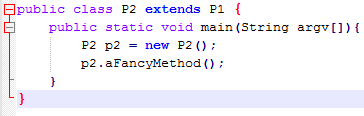 public class P2 extends P1 {
    public static void main(String argv[]){
        P2 p2 = new P2();
        p2.aFancyMethod();
    }
}